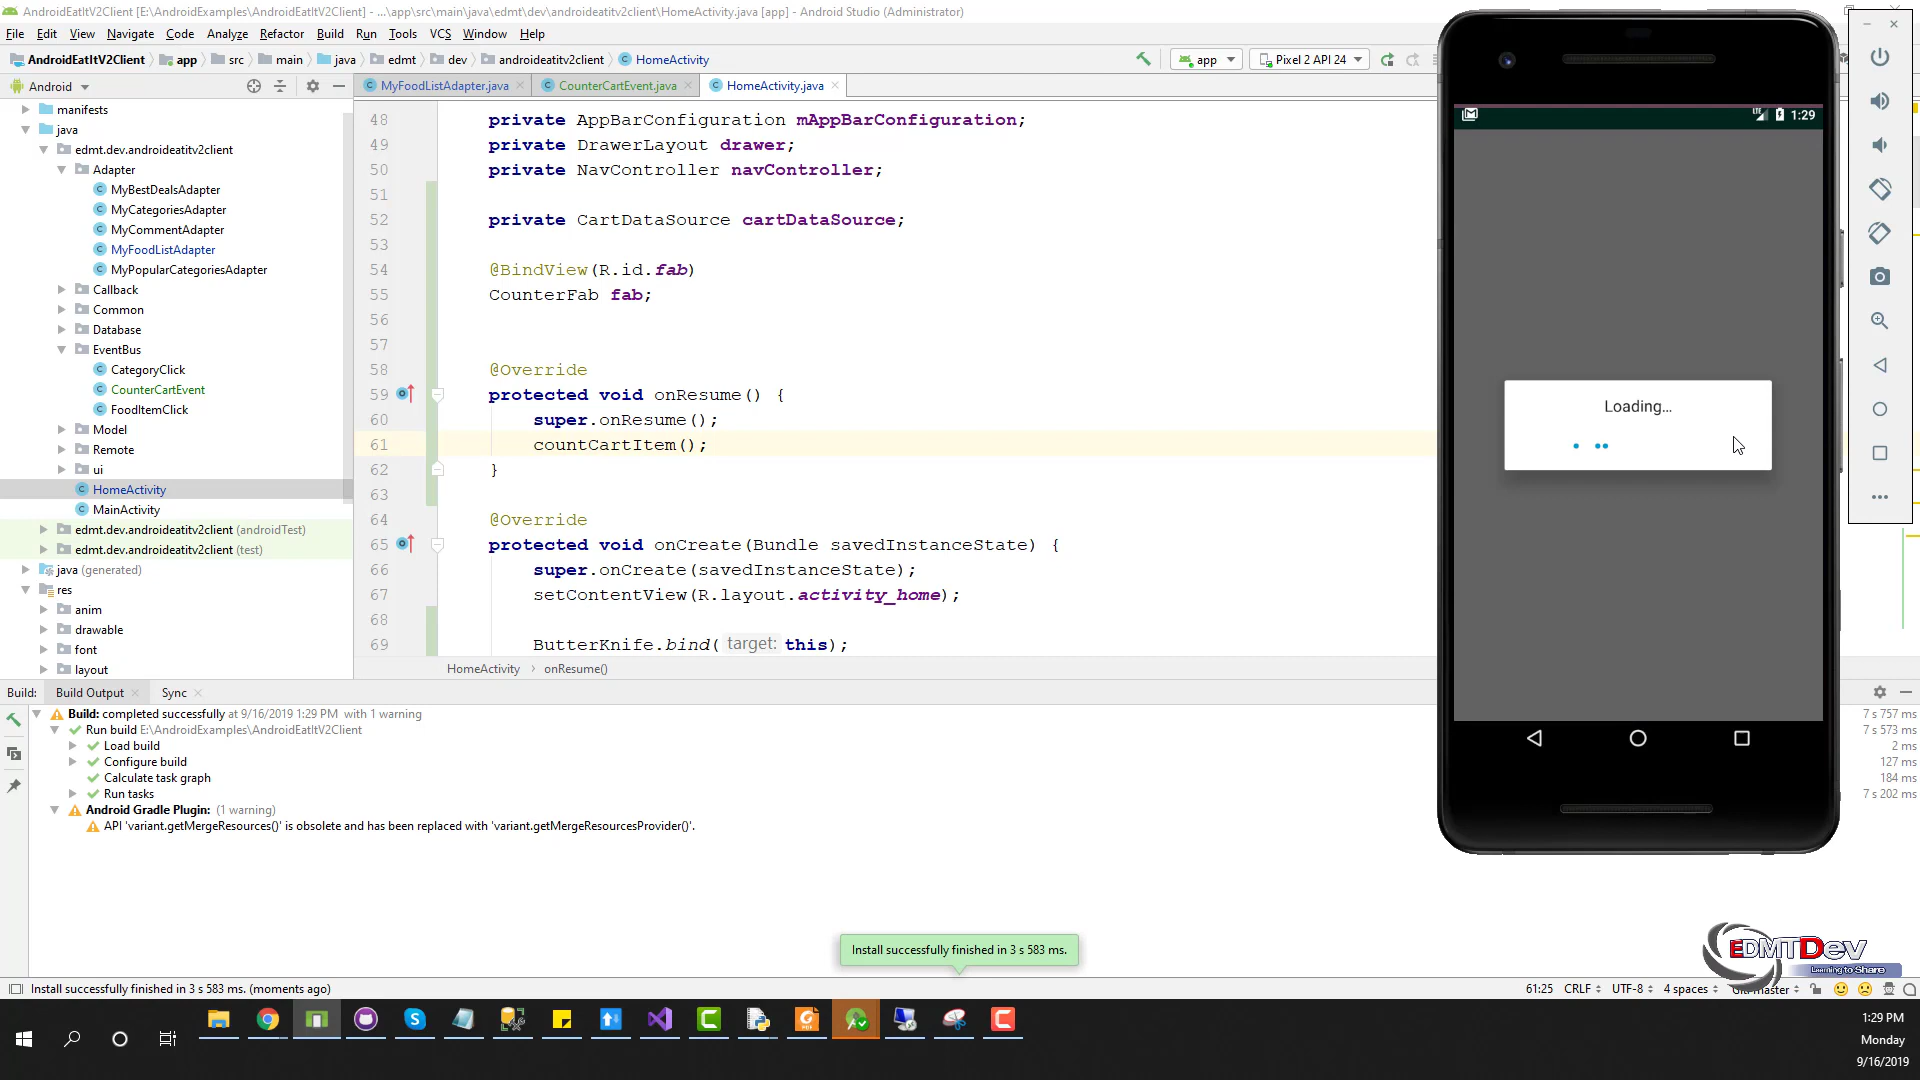 AndroidEatItV2Client [E:\AndroidExamples\AndroidEatItV2Client] - ...\app\src\main\java\edmt\dev\androideatitv2client\HomeActivity.java [app] - Android Studio (Administrator)
File Edit View Navigate Code Analyze Refactor Build Run Tools VCS Window Help
AndroidEatItV2Client app src main java edmt dev androideatitv2client HomeActivity app Pixel 2 API 24
Android
MyFoodListAdapter.java CounterCartEvent.java HomeActivity.java
manifests
java
edmt.dev.androideatitv2client
Adapter
MyBestDealsAdapter
MyCategoriesAdapter
MyCommentAdapter
MyFoodListAdapter
MyPopularCategoriesAdapter
Callback
Common
Database
EventBus
CategoryClick
CounterCartEvent
FoodItemClick
Model
Remote
ui
HomeActivity
MainActivity
edmt.dev.androideatitv2client (androidTest)
edmt.dev.androideatitv2client (test)
java (generated)
res
anim
drawable
font
layout
48 private AppBarConfiguration mAppBarConfiguration;
49 private DrawerLayout drawer;
50 private NavController navController;
51
52 private CartDataSource cartDataSource;
53
54 @BindView(R.id.fab)
55 CounterFab fab;
56
57
58 @Override
59 protected void onResume() {
60 super.onResume();
61 countCartItem();
62 }
63
64 @Override
65 protected void onCreate(Bundle savedInstanceState) {
66 super.onCreate(savedInstanceState);
67 setContentView(R.layout.activity_home);
68
69 ButterKnife.bind( target: this);
HomeActivity › onResume()
LTE 1:29
Loading...
Build: Build Output Sync
Build: completed successfully at 9/16/2019 1:29 PM with 1 warning 7 s 757 ms
Run build E:\AndroidExamples\AndroidEatItV2Client 7 s 573 ms
Load build 2 ms
Configure build 127 ms
Calculate task graph 184 ms
Run tasks 7 s 202 ms
Android Gradle Plugin: (1 warning)
API 'variant.getMergeResources()' is obsolete and has been replaced with 'variant.getMergeResourcesProvider()'.
Install successfully finished in 3 s 583 ms.
EDMTDev
Learning to Share
Install successfully finished in 3 s 583 ms. (moments ago) 61:25 CRLF UTF-8 4 spaces Git: master
1:29 PM
Monday
9/16/2019